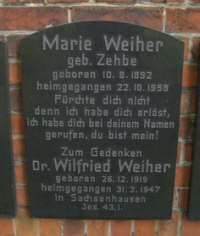 Marie Weiher
geb. Zehbe
geboren 10. 9. 1892
heimgegangen 22. 10. 1959
Fürchte dich nicht
denn ich habe dich erlöst,
ich habe dich bei deinem Namen
gerufen, du bist mein!
Zum Gedenken
Dr. Wilfried Weiher
geboren 26. 12. 1919
heimgegangen 31. 3. 1947
in Sachsenhausen
Jes. 43,1.